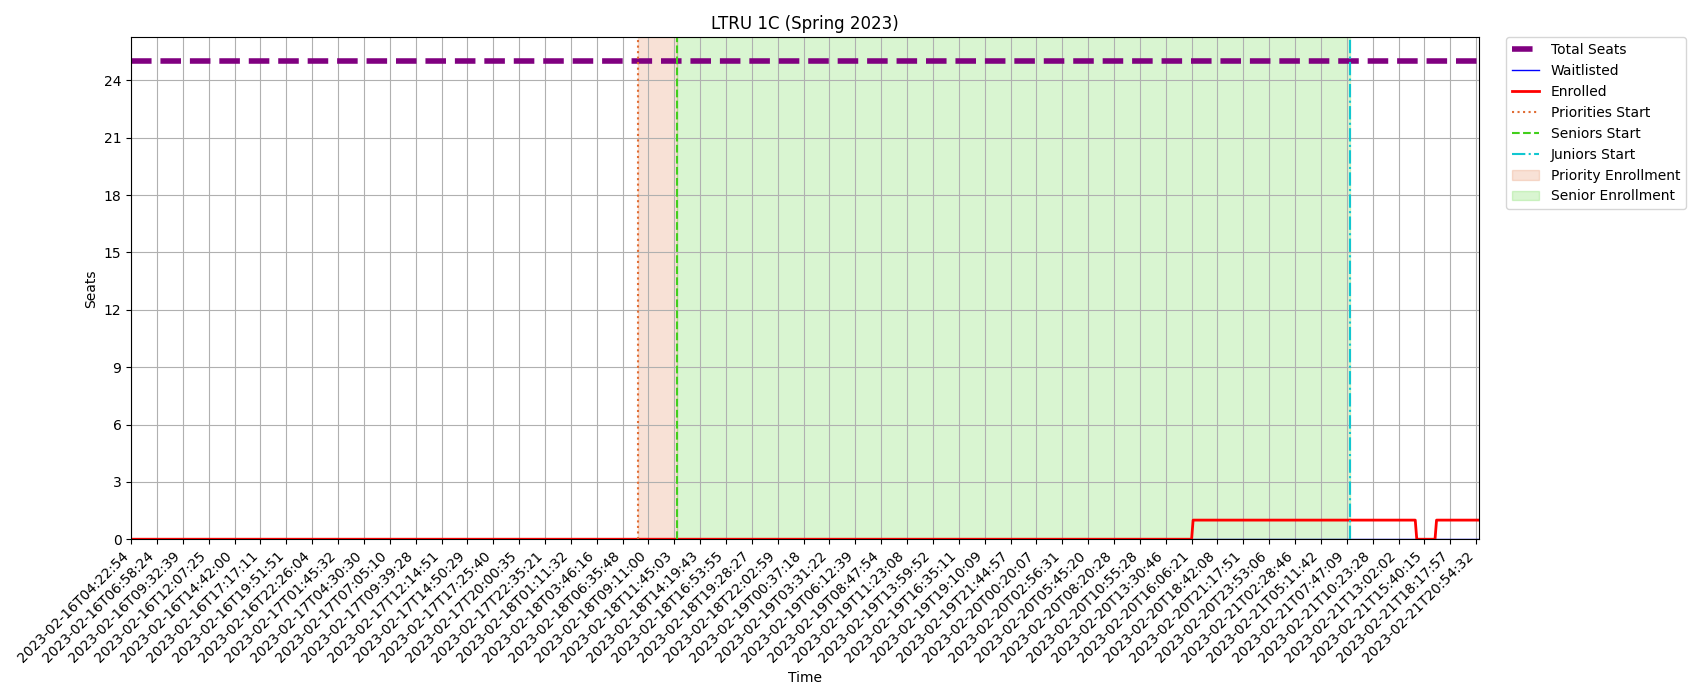 LTRU 1C (Spring 2023)
Total Seats
Waitlisted
Enrolled
Priorities Start
Seniors Start
Juniors Start
Priority Enrollment
Senior Enrollment
Seats
24
21
18
15
12
9
6
3
0
2023-02-16T04:22:54
2023-02-16T06:58:24
2023-02-16T09:32:39
2023-02-16T12:07:25
2023-02-16T14:42:00
2023-02-16T17:17:11
2023-02-16T19:51:51
2023-02-16T22:26:04
2023-02-17T01:45:32
2023-02-17T04:30:30
2023-02-17T07:05:10
2023-02-17T09:39:28
2023-02-17T12:14:51
2023-02-17T14:50:29
2023-02-17T17:25:40
2023-02-17T20:00:35
2023-02-17T22:35:21
2023-02-18T01:11:32
2023-02-18T03:46:16
2023-02-18T06:35:48
2023-02-18T09:11:00
2023-02-18T11:45:03
2023-02-18T14:19:43
2023-02-18T16:53:55
2023-02-18T19:28:27
2023-02-18T22:02:59
2023-02-19T00:37:18
2023-02-19T03:31:22
2023-02-19T06:12:39
2023-02-19T08:47:54
2023-02-19T11:23:08
2023-02-19T13:59:52
2023-02-19T16:35:11
2023-02-19T19:10:09
2023-02-19T21:44:57
2023-02-20T00:20:07
2023-02-20T02:56:31
2023-02-20T05:45:20
2023-02-20T08:20:28
2023-02-20T10:55:28
2023-02-20T13:30:46
2023-02-20T16:06:21
2023-02-20T18:42:08
2023-02-20T21:17:51
2023-02-20T23:53:06
2023-02-21T02:28:46
2023-02-21T05:11:42
2023-02-21T07:47:09
2023-02-21T10:23:28
2023-02-21T13:02:02
2023-02-21T15:40:15
2023-02-21T18:17:57
2023-02-21T20:54:32
Time